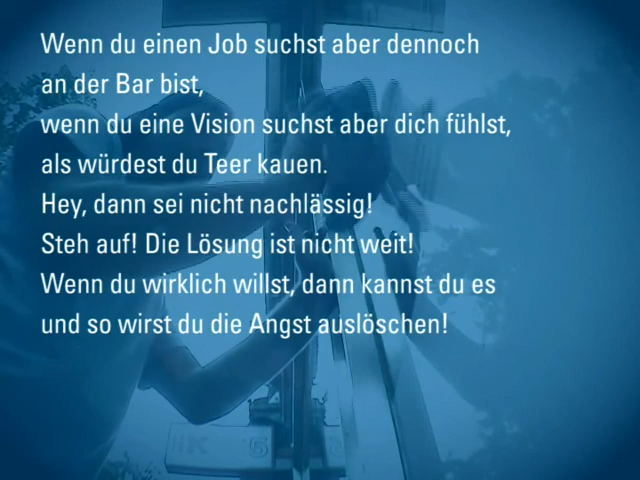 Wenn du einen Job suchst aber dennoch
an der Bar bist,
wenn du eine Vision suchst aber dich fühlst,
als würdest du Teer kauen.
Hey, dann sei nicht nachlässig!
Steh auf! Die Lösung ist nicht weit!
Wenn du wirklich willst, dann kannst du es
und so wirst du die Angst auslöschen!